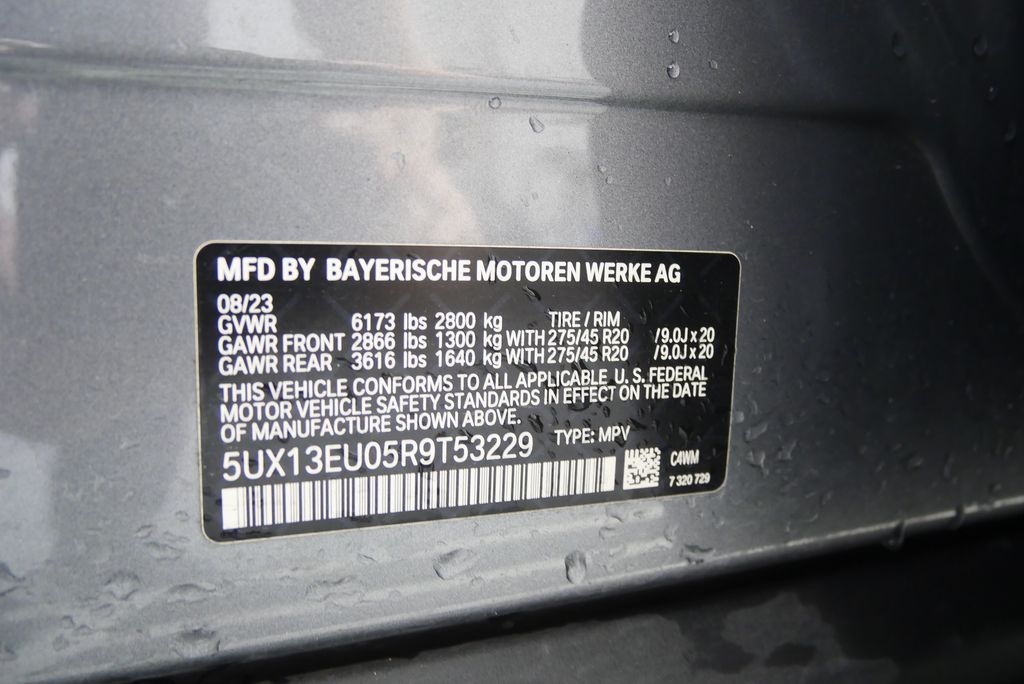 MFD BY BAYERISCHE MOTOREN WERKE AG
08/23
GVWR 6173 lbs 2800 kg TIRE / RIM
GAWR FRONT 2866 lbs 1300 kg WITH 275/45 R20 /9.0J x 20
GAWR REAR 3616 lbs 1640 kg WITH 275/45 R20 /9.0J x 20
THIS VEHICLE CONFORMS TO ALL APPLICABLE U.S. FEDERAL
MOTOR VEHICLE SAFETY STANDARDS IN EFFECT ON THE DATE
OF MANUFACTURE SHOWN ABOVE.
5UX13EU05R9T53229 TYPE: MPV
C4WM
7 320 729